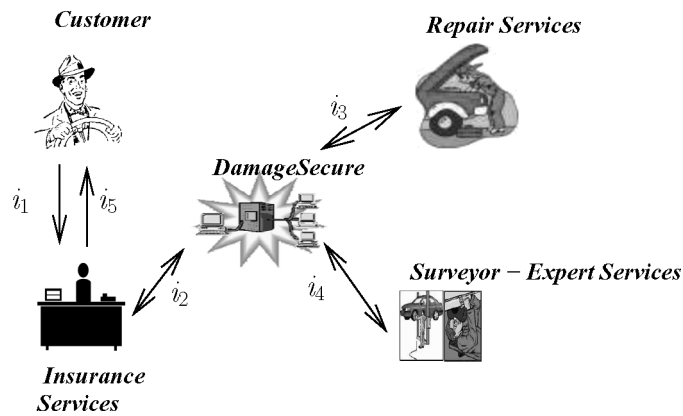 Customer
Repair Services
i3
DamageSecure
i1
i5
i2
i4
Surveyor – Expert Services
Insurance
Services